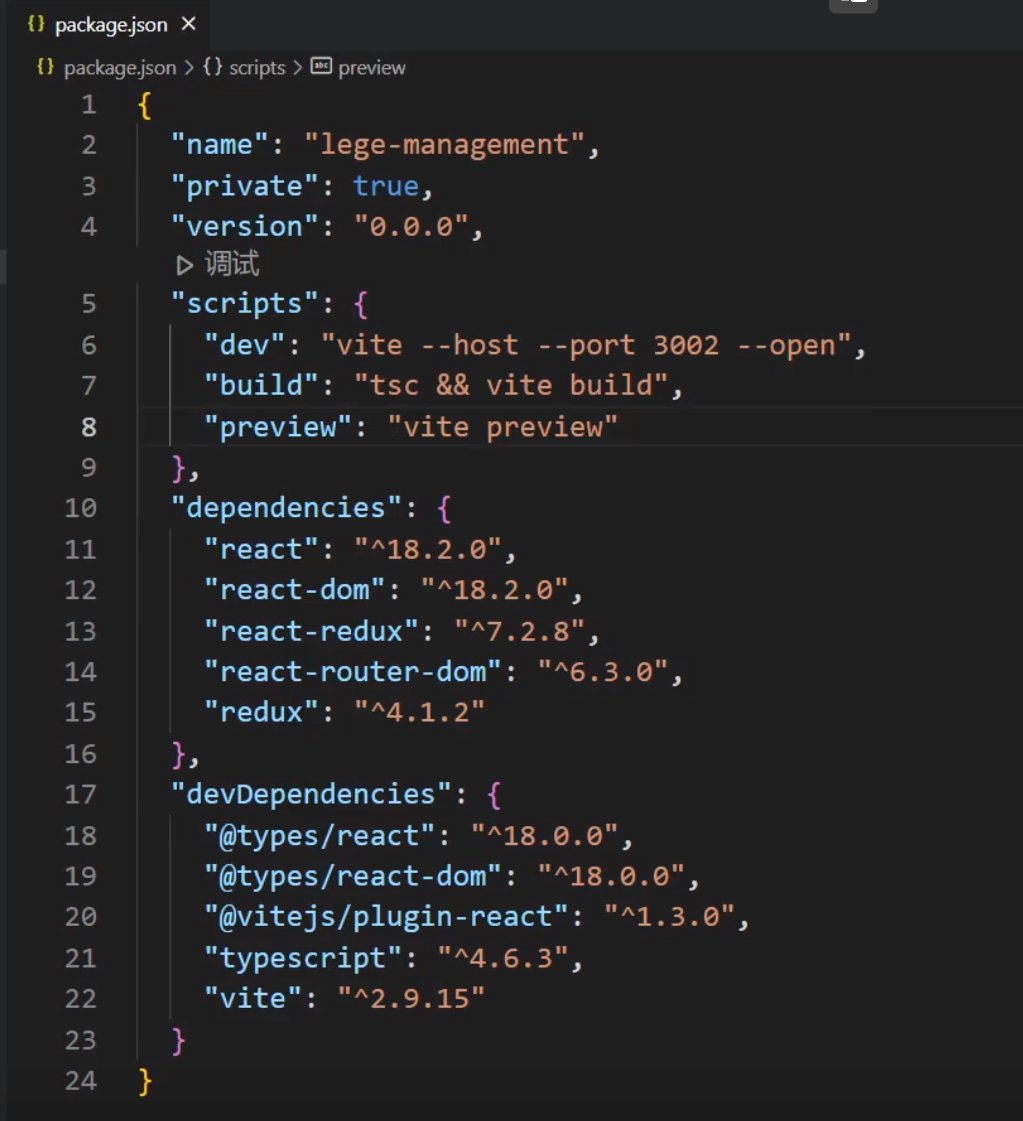 {} package.json ×
{} package.json > {} scripts > abc preview
1 {
2 "name": "lege-management",
3 "private": true,
4 "version": "0.0.0",
▷ 调试
5 "scripts": {
6 "dev": "vite --host --port 3002 --open",
7 "build": "tsc && vite build",
8 "preview": "vite preview"
9 },
10 "dependencies": {
11 "react": "^18.2.0",
12 "react-dom": "^18.2.0",
13 "react-redux": "^7.2.8",
14 "react-router-dom": "^6.3.0",
15 "redux": "^4.1.2"
16 },
17 "devDependencies": {
18 "@types/react": "^18.0.0",
19 "@types/react-dom": "^18.0.0",
20 "@vitejs/plugin-react": "^1.3.0",
21 "typescript": "^4.6.3",
22 "vite": "^2.9.15"
23 }
24 }